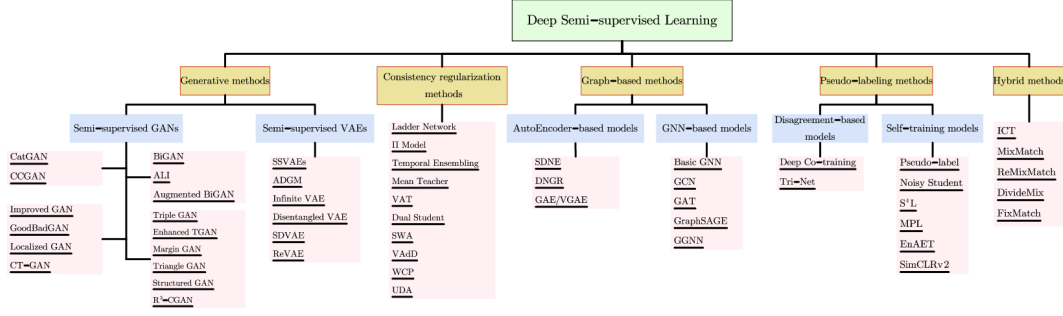 Deep Semi-supervised Learning
Generative methods
Consistency regularization
methods
Graph-based methods
Pseudo-labeling methods
Hybrid methods
Semi-supervised GANs
Semi-supervised VAEs
AutoEncoder-based models
GNN-based models
Disagreement-based
models
Self-training models
CatGAN
CCGAN
Improved GAN
GoodBadGAN
Localized GAN
CT-GAN
BiGAN
ALI
Augmented BiGAN
Triple GAN
Enhanced TGAN
Margin GAN
Triangle GAN
Structured GAN
R³-CGAN
SSVAEs
ADGM
Infinite VAE
Disentangled VAE
SDVAE
ReVAE
Ladder Network
Π Model
Temporal Ensembling
Mean Teacher
VAT
Dual Student
SWA
VAdD
WCP
UDA
SDNE
DNGR
GAE/VGAE
Basic GNN
GCN
GAT
GraphSAGE
GGNN
Deep Co-training
Tri-Net
Pseudo-label
Noisy Student
S⁴L
MPL
EnAET
SimCLRv2
ICT
MixMatch
ReMixMatch
DivideMix
FixMatch